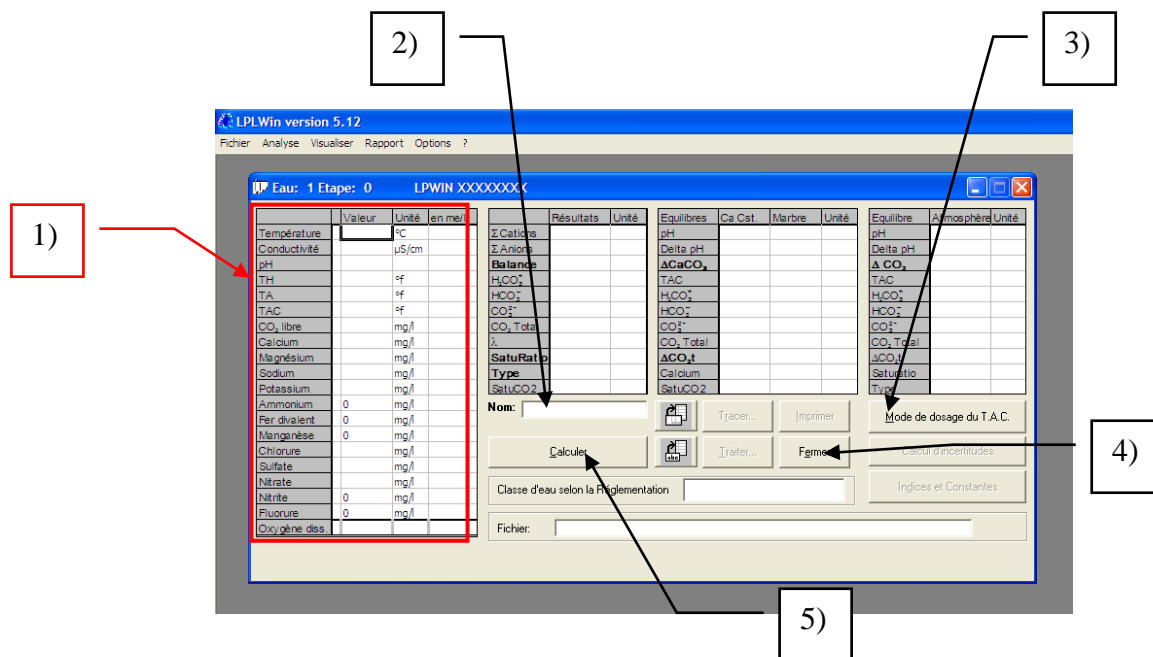 2)
3)
LPLWin version 5.12
Fichier Analyse Visualiser Rapport Options ?
Eau: 1 Etape: 0 LPWIN XXXXXXXX
1)
Valeur Unité en me/l
Température °C
Conductivité µS/cm
pH
TH °f
TA °f
TAC °f
CO₂ libre mg/l
Calcium mg/l
Magnésium mg/l
Sodium mg/l
Potassium mg/l
Ammonium 0 mg/l
Fer divalent 0 mg/l
Manganèse 0 mg/l
Chlorure mg/l
Sulfate mg/l
Nitrate mg/l
Nitrite 0 mg/l
Fluorure 0 mg/l
Oxygène diss.
Résultats Unité
Σ Cations
Σ Anions
Balance
H₂CO₃*
HCO₃⁻
CO₃²⁻
CO₂ Total
λ
SatuRatio
Type
SatuCO2
Equilibres Ca Cst. Marbre Unité
pH
Delta pH
ΔCaCO₃
TAC
H₂CO₃*
HCO₃⁻
CO₃²⁻
CO₂ Total
ΔCO₂t
Calcium
SatuCO2
Equilibre Atmosphère Unité
pH
Delta pH
Δ CO₂
TAC
H₂CO₃*
HCO₃⁻
CO₃²⁻
CO₂ Total
ΔCO₂t
Saturatio
Type
Nom:
Tracer... Imprimer
Mode de dosage du T.A.C.
Calculer
abc
Traiter... Fermer
Calcul d'incertitudes
4)
Classe d'eau selon la Réglementation
Indices et Constantes
Fichier:
5)